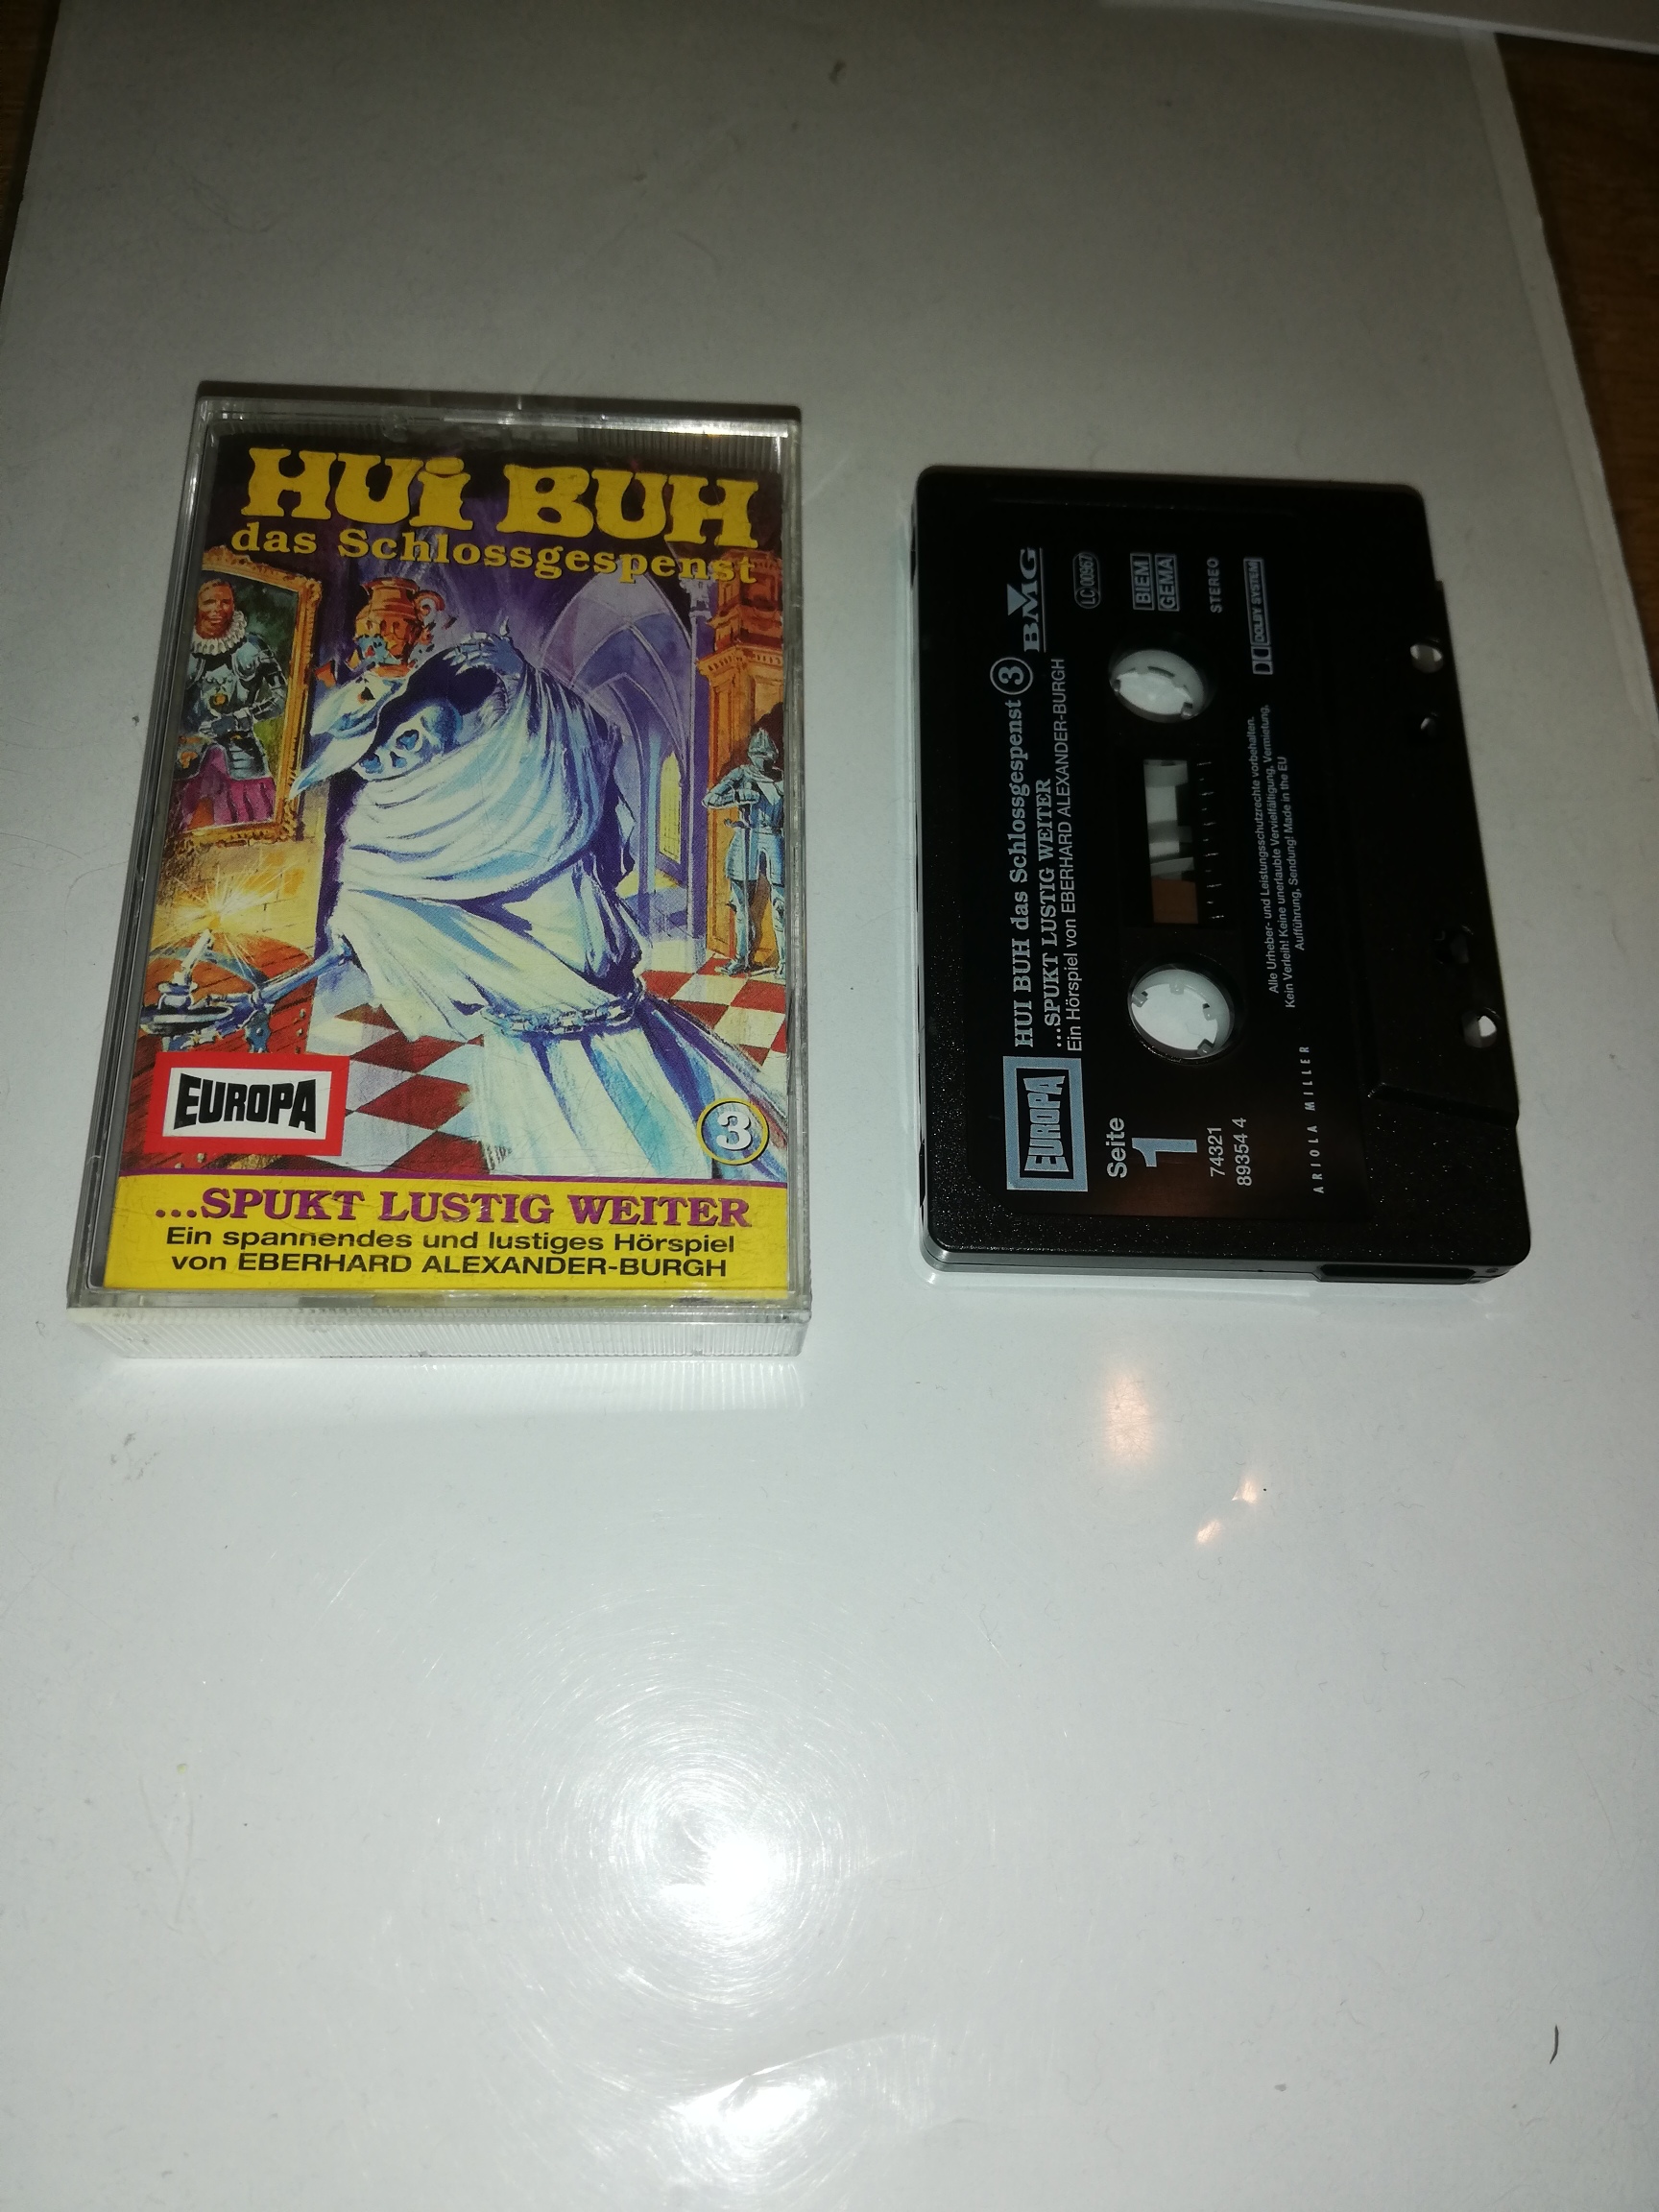 HUi BUH
das Schlossgespenst
EUROPA
3
...SPUKT LUSTIG WEITER
Ein spannendes und lustiges Hörspiel
von EBERHARD ALEXANDER-BURGH
EUROPA
HUI BUH das Schlossgespenst 3
...SPUKT LUSTIG WEITER
Ein Hörspiel von EBERHARD ALEXANDER-BURGH
BMG
LC 00967
BIEM
GEMA
STEREO
DOLBY SYSTEM
Seite
1
74321
89354 4
Alle Urheber- und Leistungsschutzrechte vorbehalten.
Kein Verleih! Keine unerlaubte Vervielfältigung, Vermietung,
Aufführung, Sendung! Made in the EU
ARIOLA MILLER